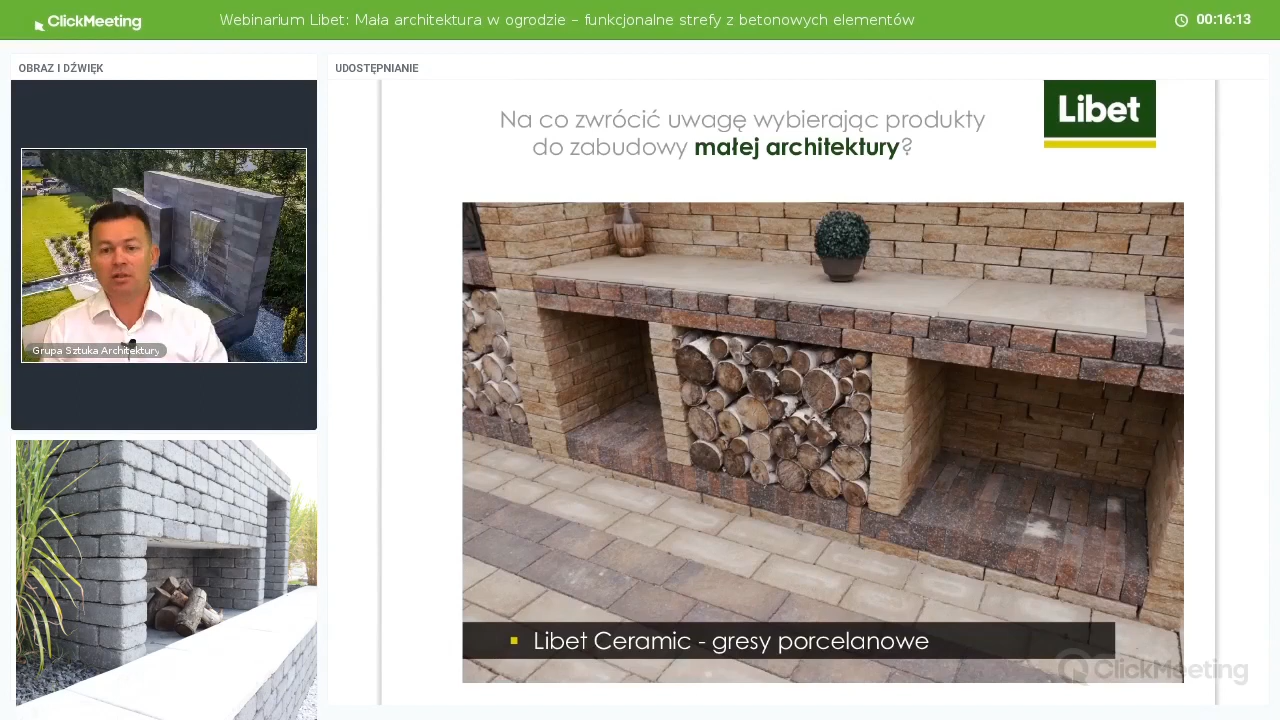 ClickMeeting
Webinarium Libet: Mała architektura w ogrodzie – funkcjonalne strefy z betonowych elementów
00:16:13
OBRAZ I DŹWIĘK
UDOSTĘPNIANIE
Na co zwrócić uwagę wybierając produkty
do zabudowy małej architektury?
Libet
Grupa Sztuka Architektury
Libet Ceramic - gresy porcelanowe
ClickMeeting